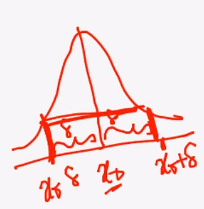 δ δ
x₀ δ x₀ x₀+δ